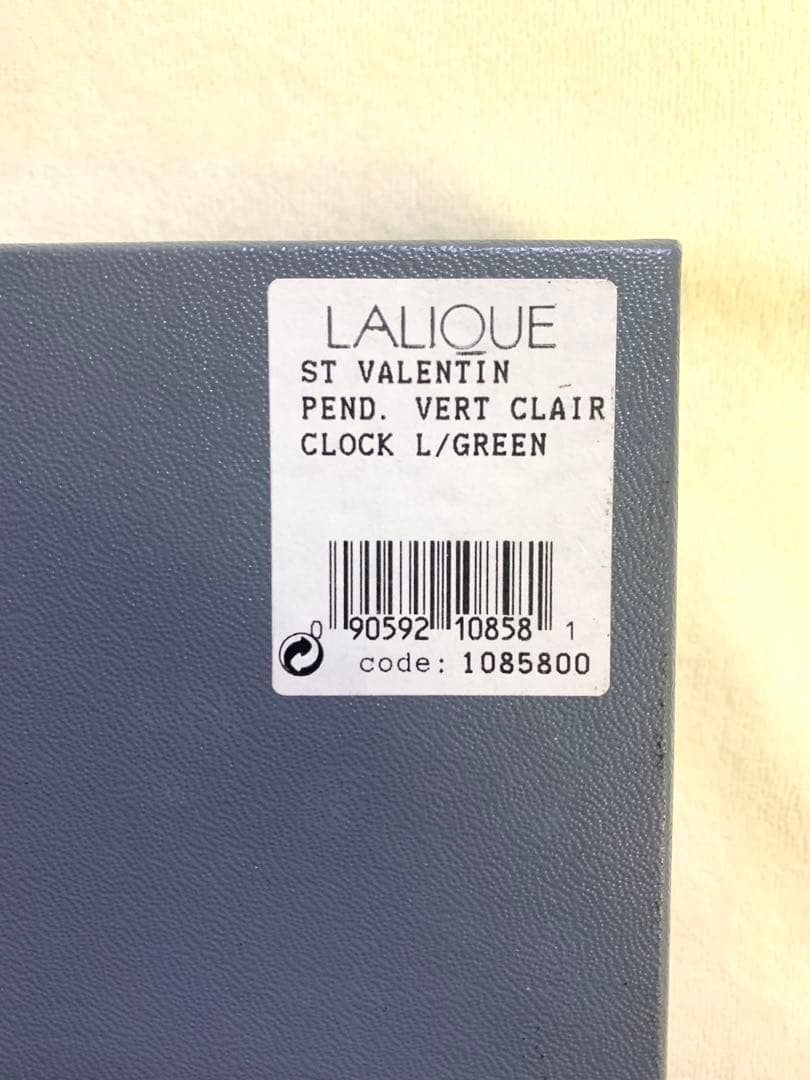 LALIQUE
ST VALENTIN
PEND. VERT CLAIR
CLOCK L/GREEN
0 90592 10858 1
code: 1085800